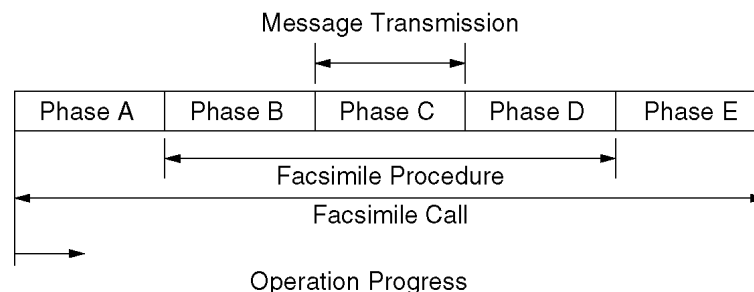 Message Transmission
Phase A Phase B Phase C Phase D Phase E
Facsimile Procedure
Facsimile Call
Operation Progress